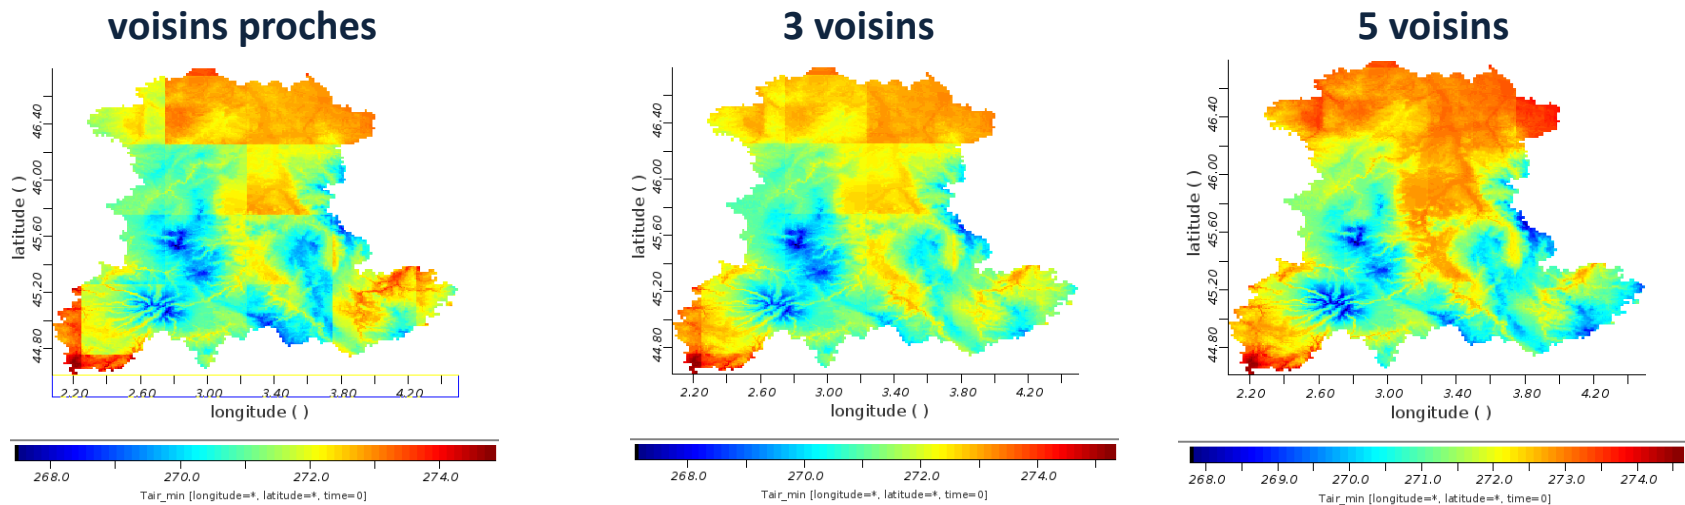 voisins proches
3 voisins
5 voisins
latitude ( )
46.40
46.00
45.60
45.20
44.80
2.20 2.60 3.00 3.40 3.80 4.20
longitude ( )
268.0 270.0 272.0 274.0
Tair_min [longitude=*, latitude=*, time=0]
latitude ( )
46.40
46.00
45.60
45.20
44.80
2.20 2.60 3.00 3.40 3.80 4.20
longitude ( )
268.0 270.0 272.0 274.0
Tair_min [longitude=*, latitude=*, time=0]
latitude ( )
46.40
46.00
45.60
45.20
44.80
2.20 2.60 3.00 3.40 3.80 4.20
longitude ( )
268.0 269.0 270.0 271.0 272.0 273.0 274.0
Tair_min [longitude=*, latitude=*, time=0]